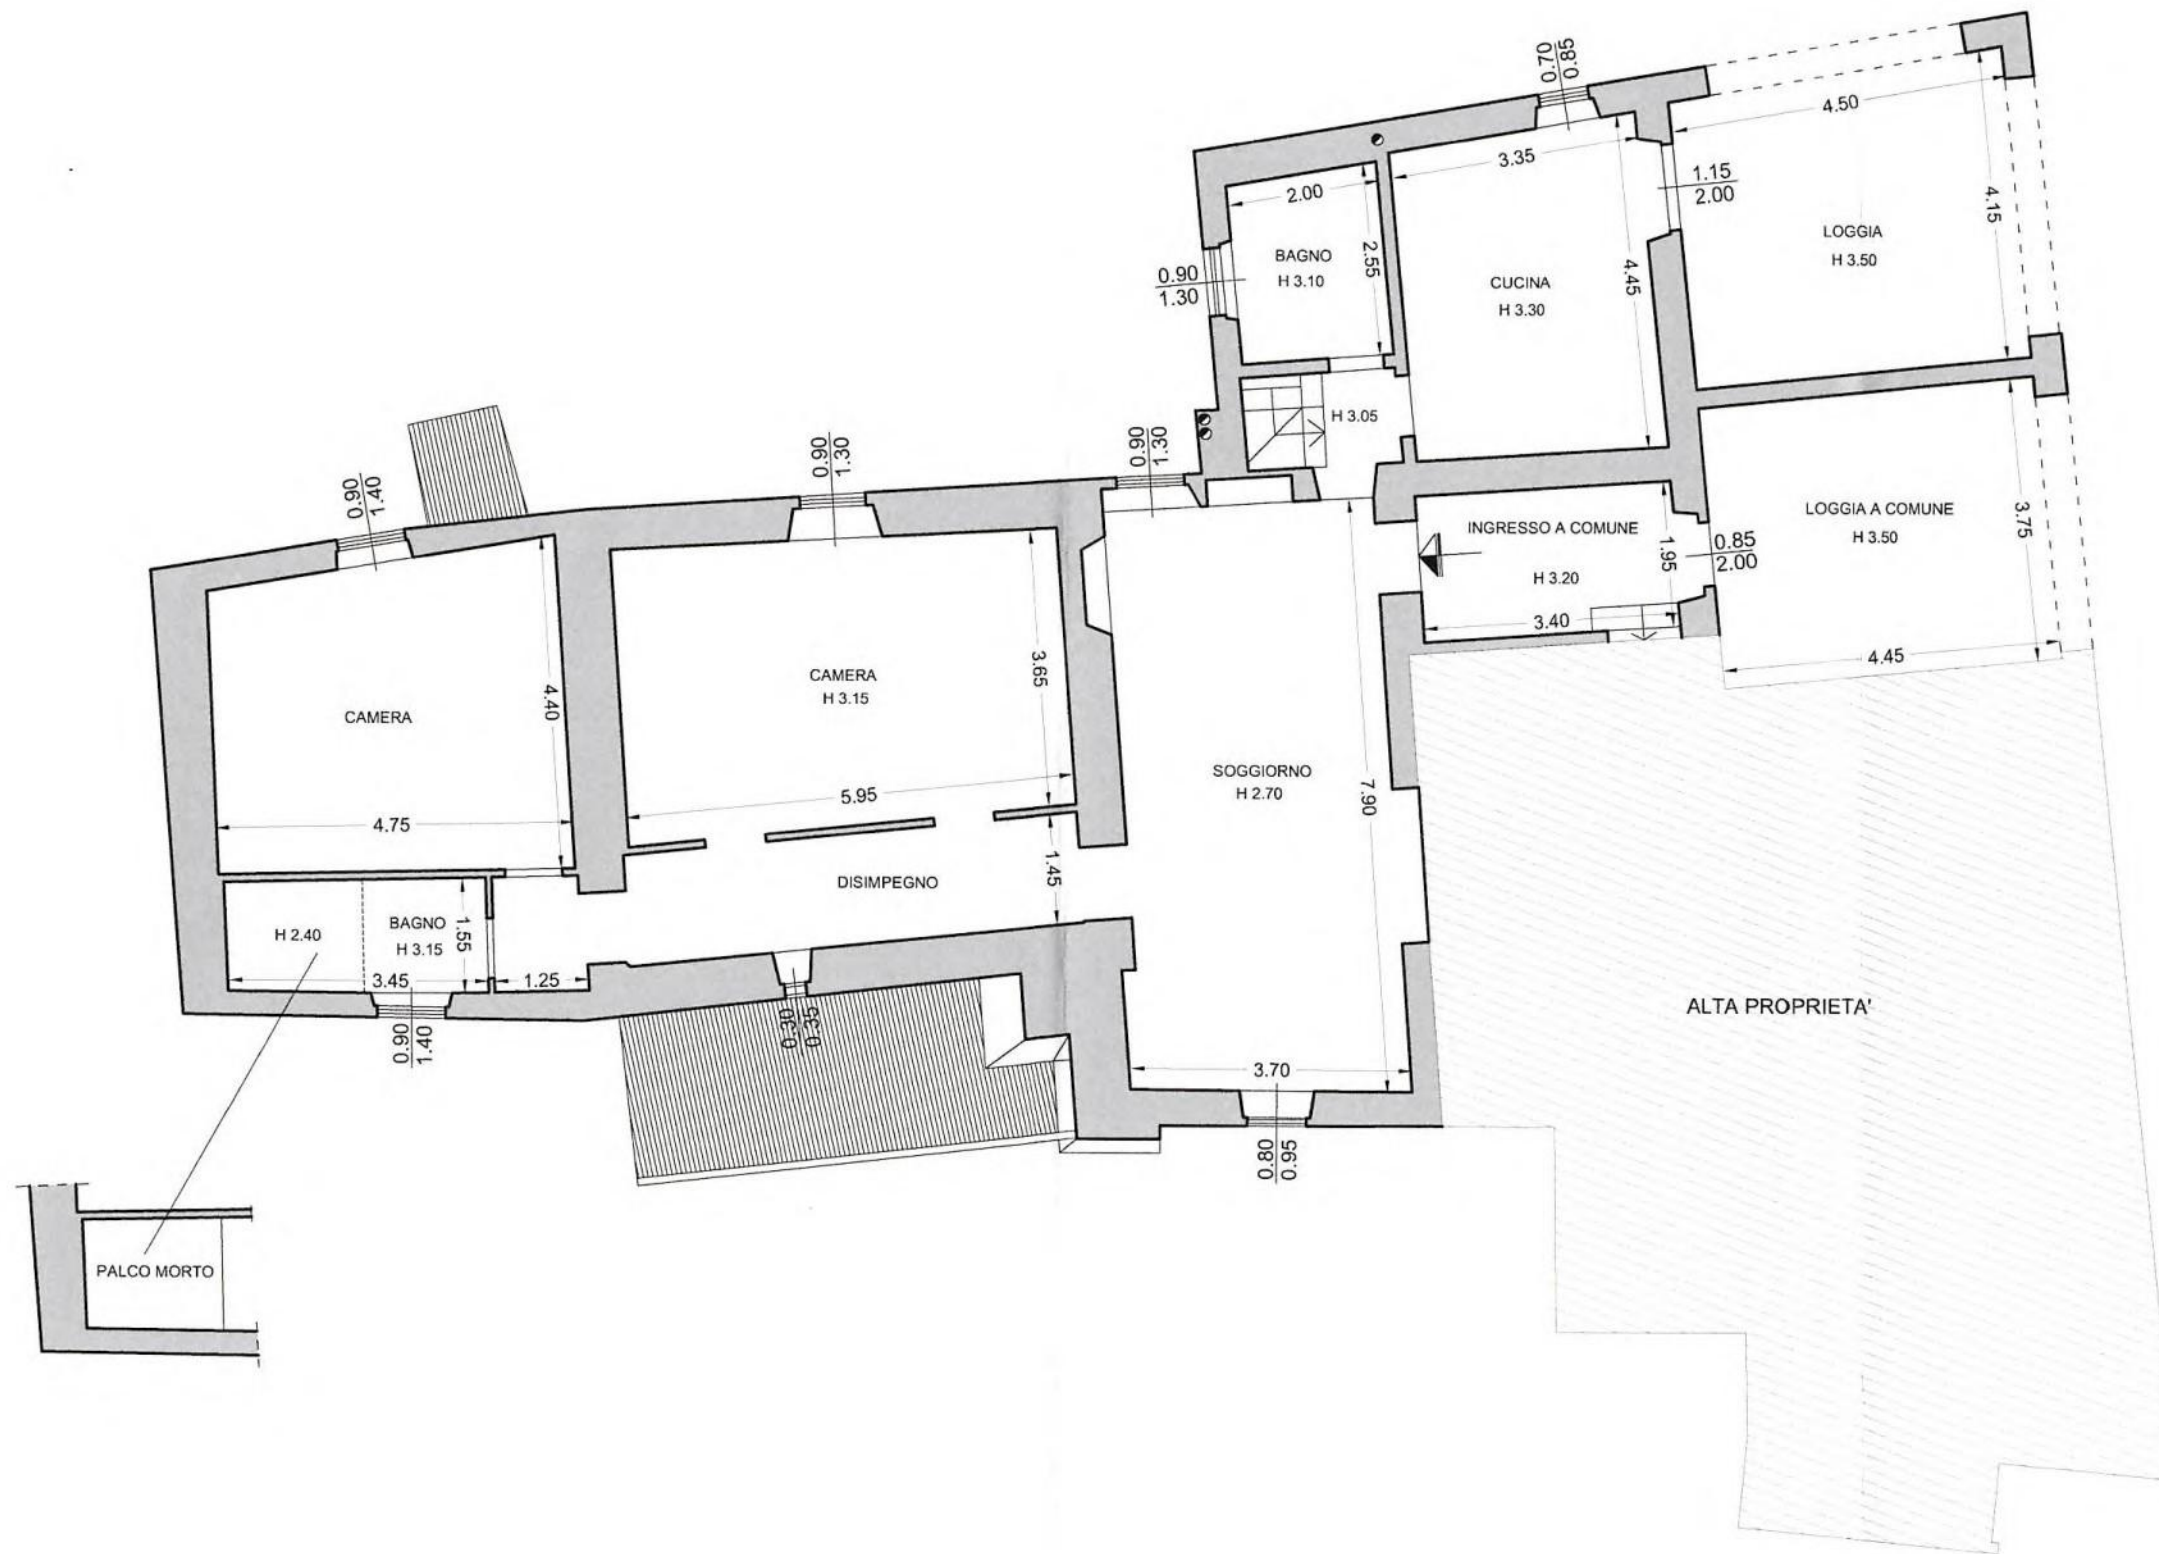 0.85
0.70
4.50
3.35
1.15
2.00
2.00
4.15
LOGGIA
H 3.50
BAGNO
H 3.10
2.55
4.45
CUCINA
H 3.30
0.90
1.30
H 3.05
0.90
1.30
0.90
1.30
0.90
1.40
INGRESSO A COMUNE
H 3.20
1.95
3.40
LOGGIA A COMUNE
H 3.50
3.75
0.85
2.00
4.45
CAMERA
4.40
4.75
CAMERA
H 3.15
3.65
5.95
SOGGIORNO
H 2.70
7.90
3.70
DISIMPEGNO
1.45
H 2.40
BAGNO
H 3.15
1.55
3.45
1.25
0.90
1.40
0.30
0.35
0.80
0.95
ALTA PROPRIETA'
PALCO MORTO